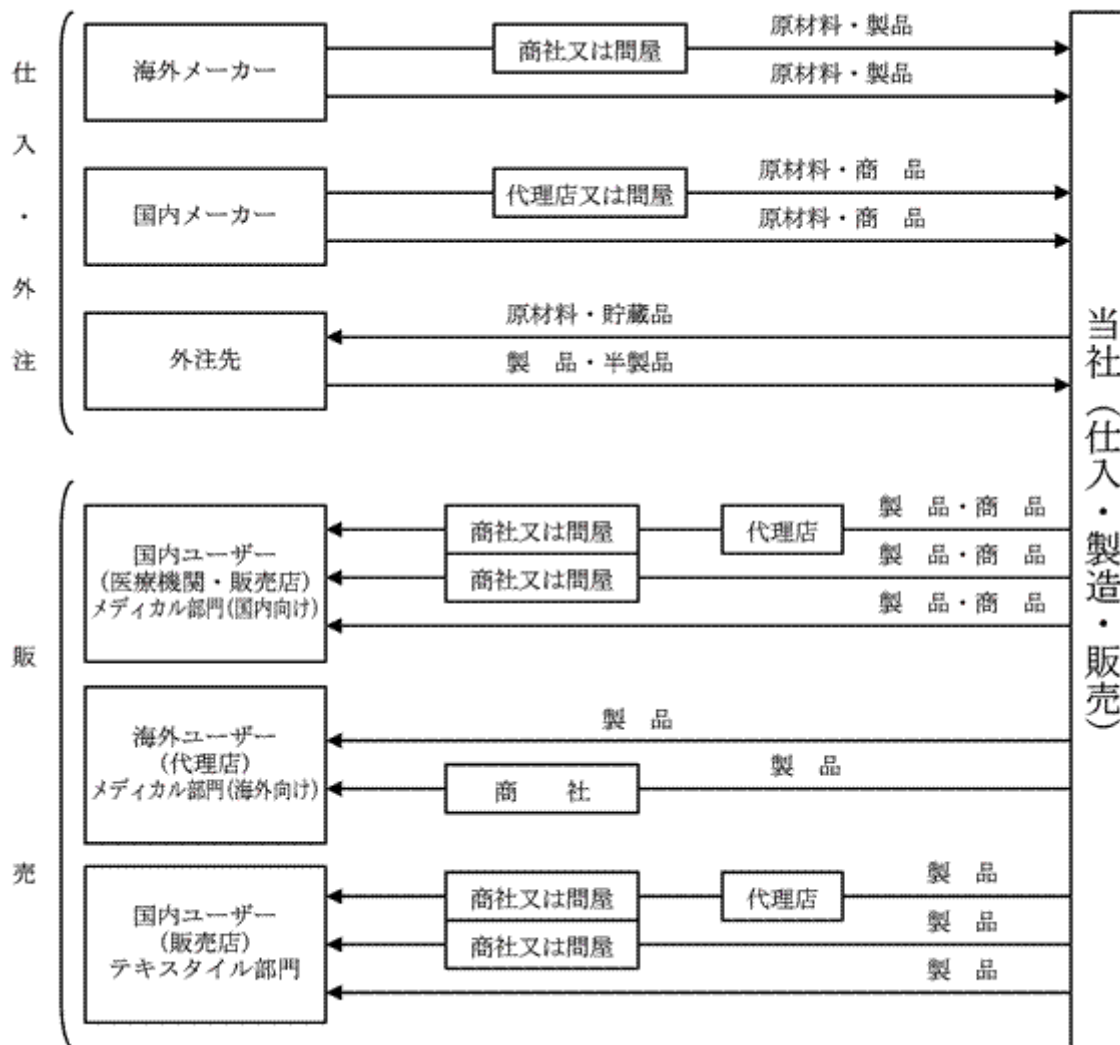 仕入・外注
海外メーカー
商社又は問屋
原材料・製品
原材料・製品
国内メーカー
代理店又は問屋
原材料・商　品
原材料・商　品
外注先
原材料・貯蔵品
製　品・半製品
当社（仕入・製造・販売）
販売
国内ユーザー
(医療機関・販売店)
メディカル部門(国内向け)
商社又は問屋
代理店
製　品・商　品
商社又は問屋
製　品・商　品
製　品・商　品
海外ユーザー
(代理店)
メディカル部門(海外向け)
製　品
商　　社
製　品
国内ユーザー
(販売店)
テキスタイル部門
商社又は問屋
代理店
製　品
商社又は問屋
製　品
製　品